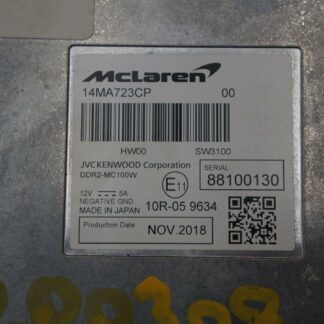 McLaren
14MA723CP 00
HW00 SW3100
JVCKENWOOD Corporation
DDR2-MC100W
SERIAL
88100130
12V ⎓ 5A
NEGATIVE GND
MADE IN JAPAN
E11
10R-05 9634
Production Date NOV.2018